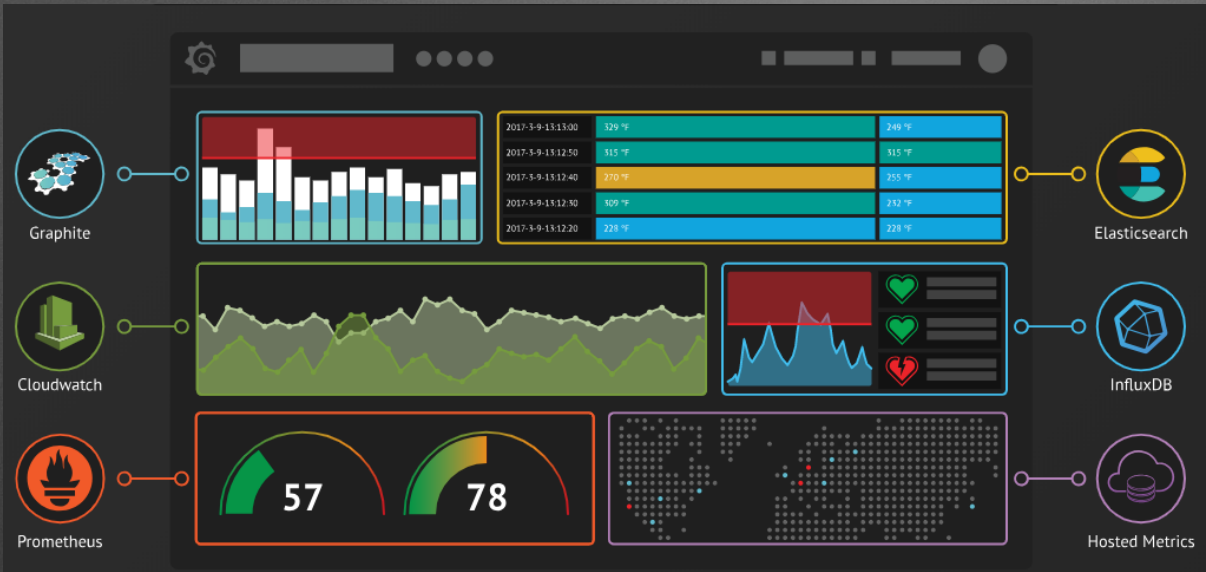 Graphite
2017-3-9-13:13:00 329 °F 249 °F
2017-3-9-13:12:50 315 °F 315 °F
2017-3-9-13:12:40 270 °F 255 °F
2017-3-9-13:12:30 309 °F 232 °F
2017-3-9-13:12:20 228 °F 228 °F
Elasticsearch
Cloudwatch
InfluxDB
Prometheus
57
78
Hosted Metrics